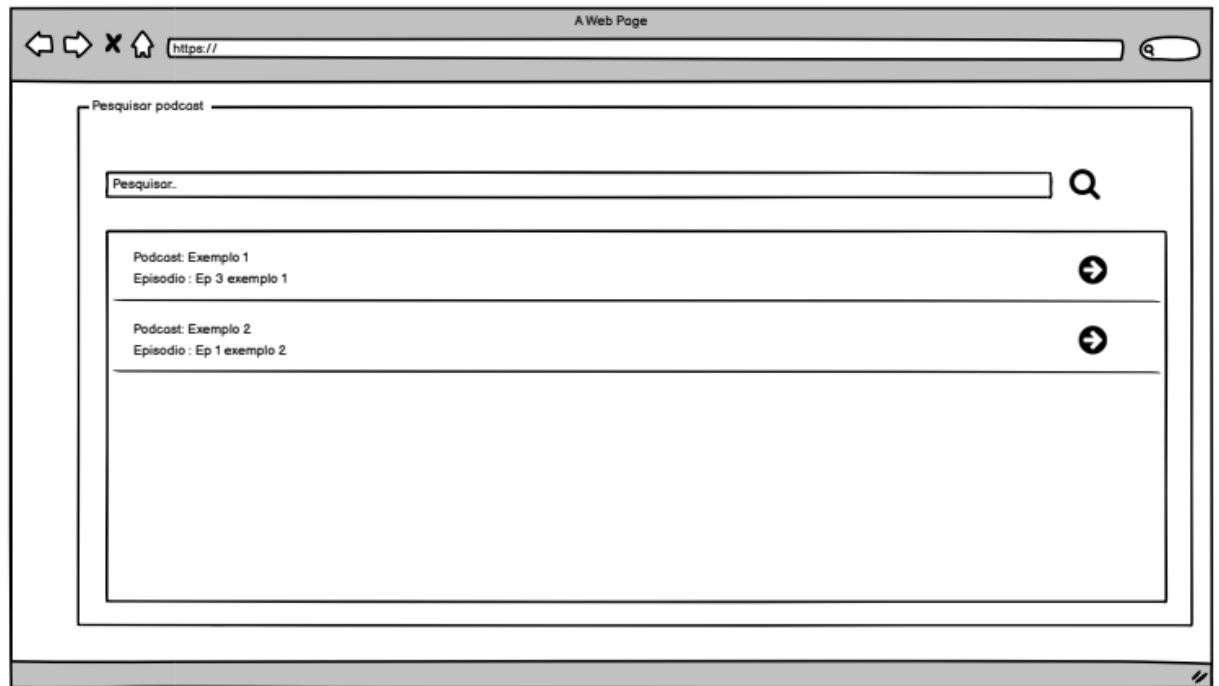 A Web Page
https://
Pesquisar podcast
Pesquisar..
Podcast: Exemplo 1
Episodio : Ep 3 exemplo 1
Podcast: Exemplo 2
Episodio : Ep 1 exemplo 2